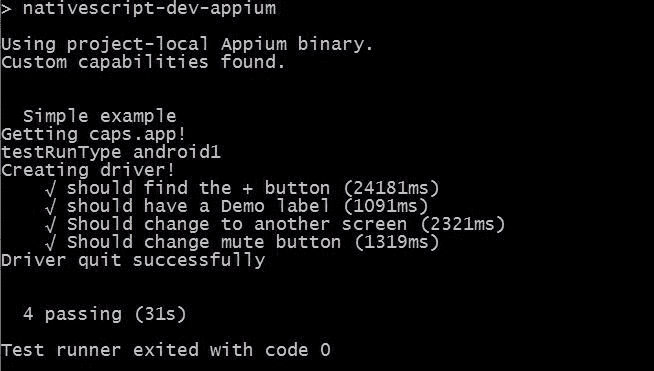 > nativescript-dev-appium
Using project-local Appium binary.
Custom capabilities found.
Simple example
Getting caps.app!
testRunType android1
Creating driver!
√ should find the + button (24181ms)
√ should have a Demo label (1091ms)
√ Should change to another screen (2321ms)
√ Should change mute button (1319ms)
Driver quit successfully
4 passing (31s)
Test runner exited with code 0